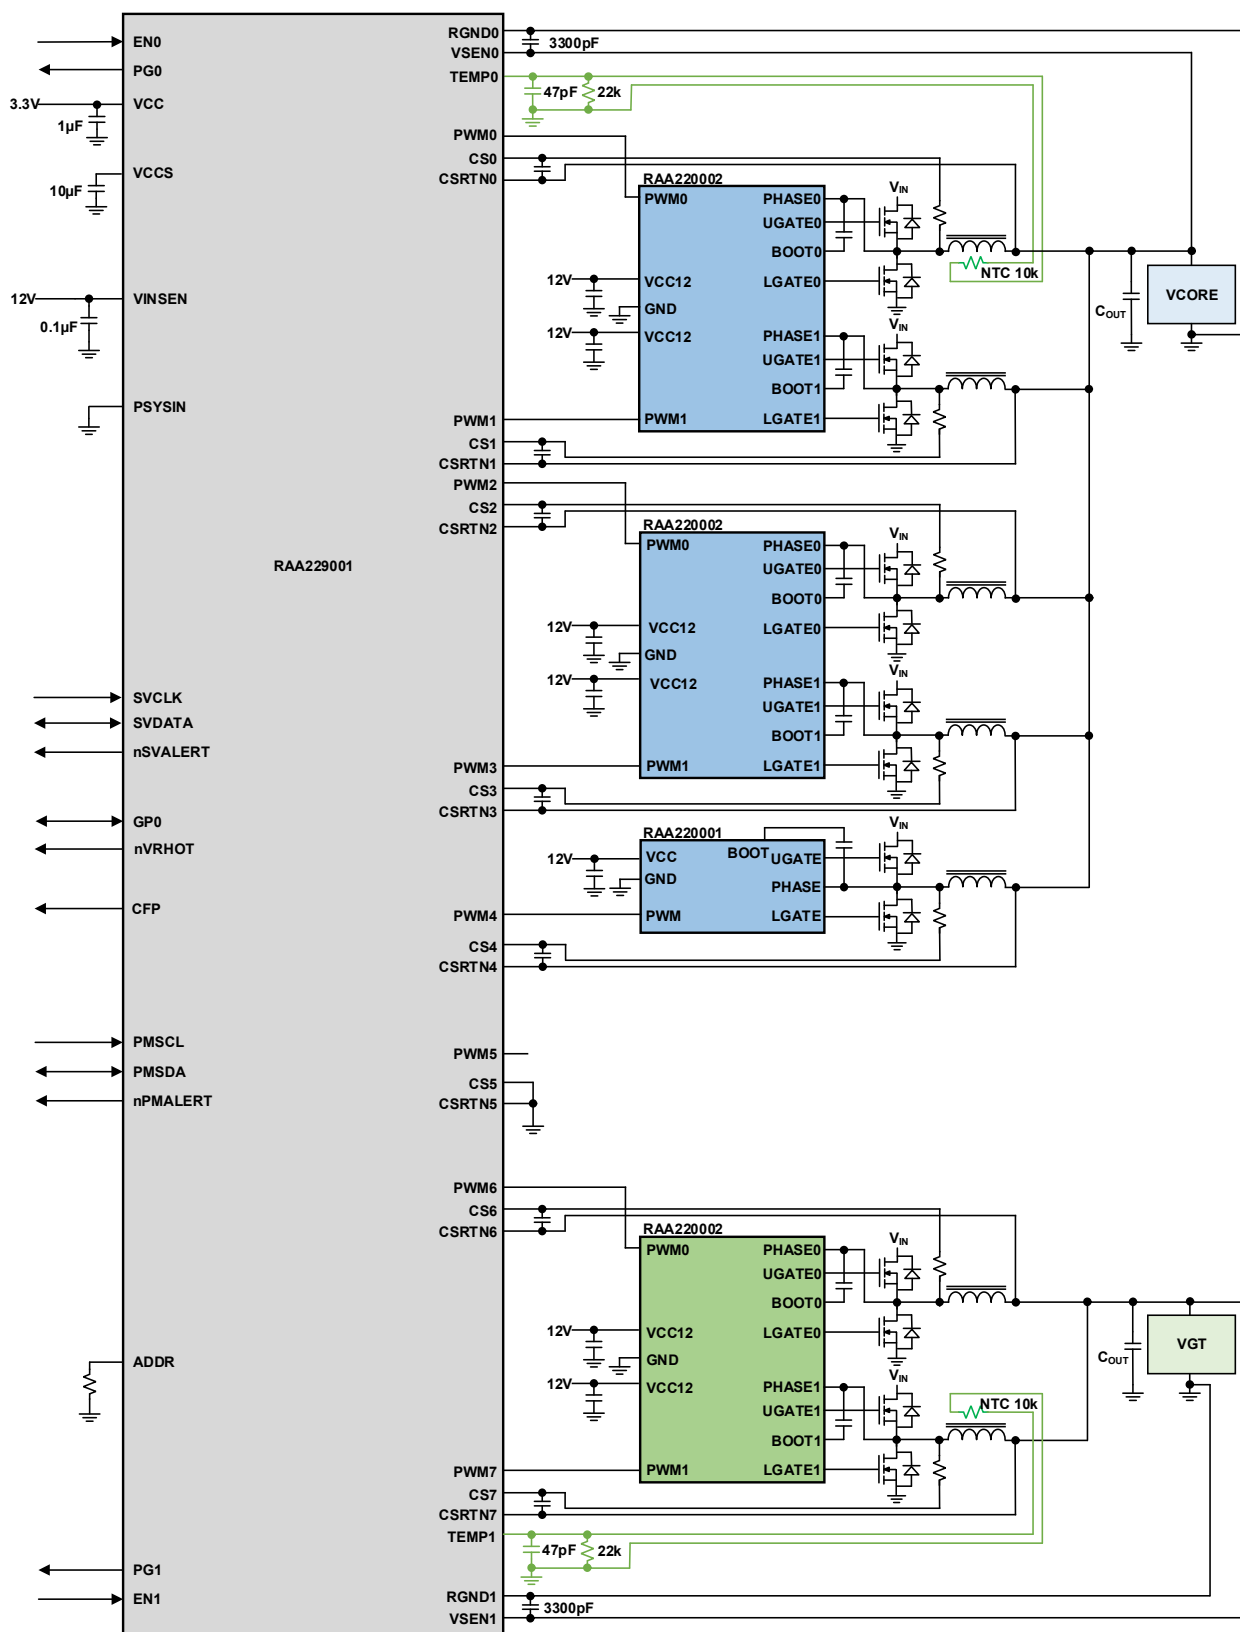 EN0
PG0
3.3V
VCC
1µF
VCCS
10µF
12V
VINSEN
0.1µF
PSYSIN
RAA229001
SVCLK
SVDATA
nSVALERT
GP0
nVRHOT
CFP
PMSCL
PMSDA
nPMALERT
ADDR
PG1
EN1
RGND0
3300pF
VSEN0
TEMP0
47pF
22k
PWM0
CS0
CSRTN0
PWM1
CS1
CSRTN1
PWM2
CS2
CSRTN2
PWM3
CS3
CSRTN3
PWM4
CS4
CSRTN4
PWM5
CS5
CSRTN5
PWM6
CS6
CSRTN6
PWM7
CS7
CSRTN7
TEMP1
47pF
22k
RGND1
3300pF
VSEN1
RAA220002
PWM0
PHASE0
UGATE0
BOOT0
12V
VCC12
LGATE0
GND
12V
VCC12
PHASE1
UGATE1
BOOT1
PWM1
LGATE1
VIN
NTC 10k
VIN
COUT
VCORE
RAA220002
PWM0
PHASE0
UGATE0
BOOT0
12V
VCC12
LGATE0
GND
12V
VCC12
PHASE1
UGATE1
BOOT1
PWM1
LGATE1
VIN
VIN
RAA220001
BOOT
12V
VCC
UGATE
GND
PHASE
PWM
LGATE
VIN
RAA220002
PWM0
PHASE0
UGATE0
BOOT0
12V
VCC12
LGATE0
GND
12V
VCC12
PHASE1
UGATE1
BOOT1
PWM1
LGATE1
VIN
VIN
NTC 10k
COUT
VGT